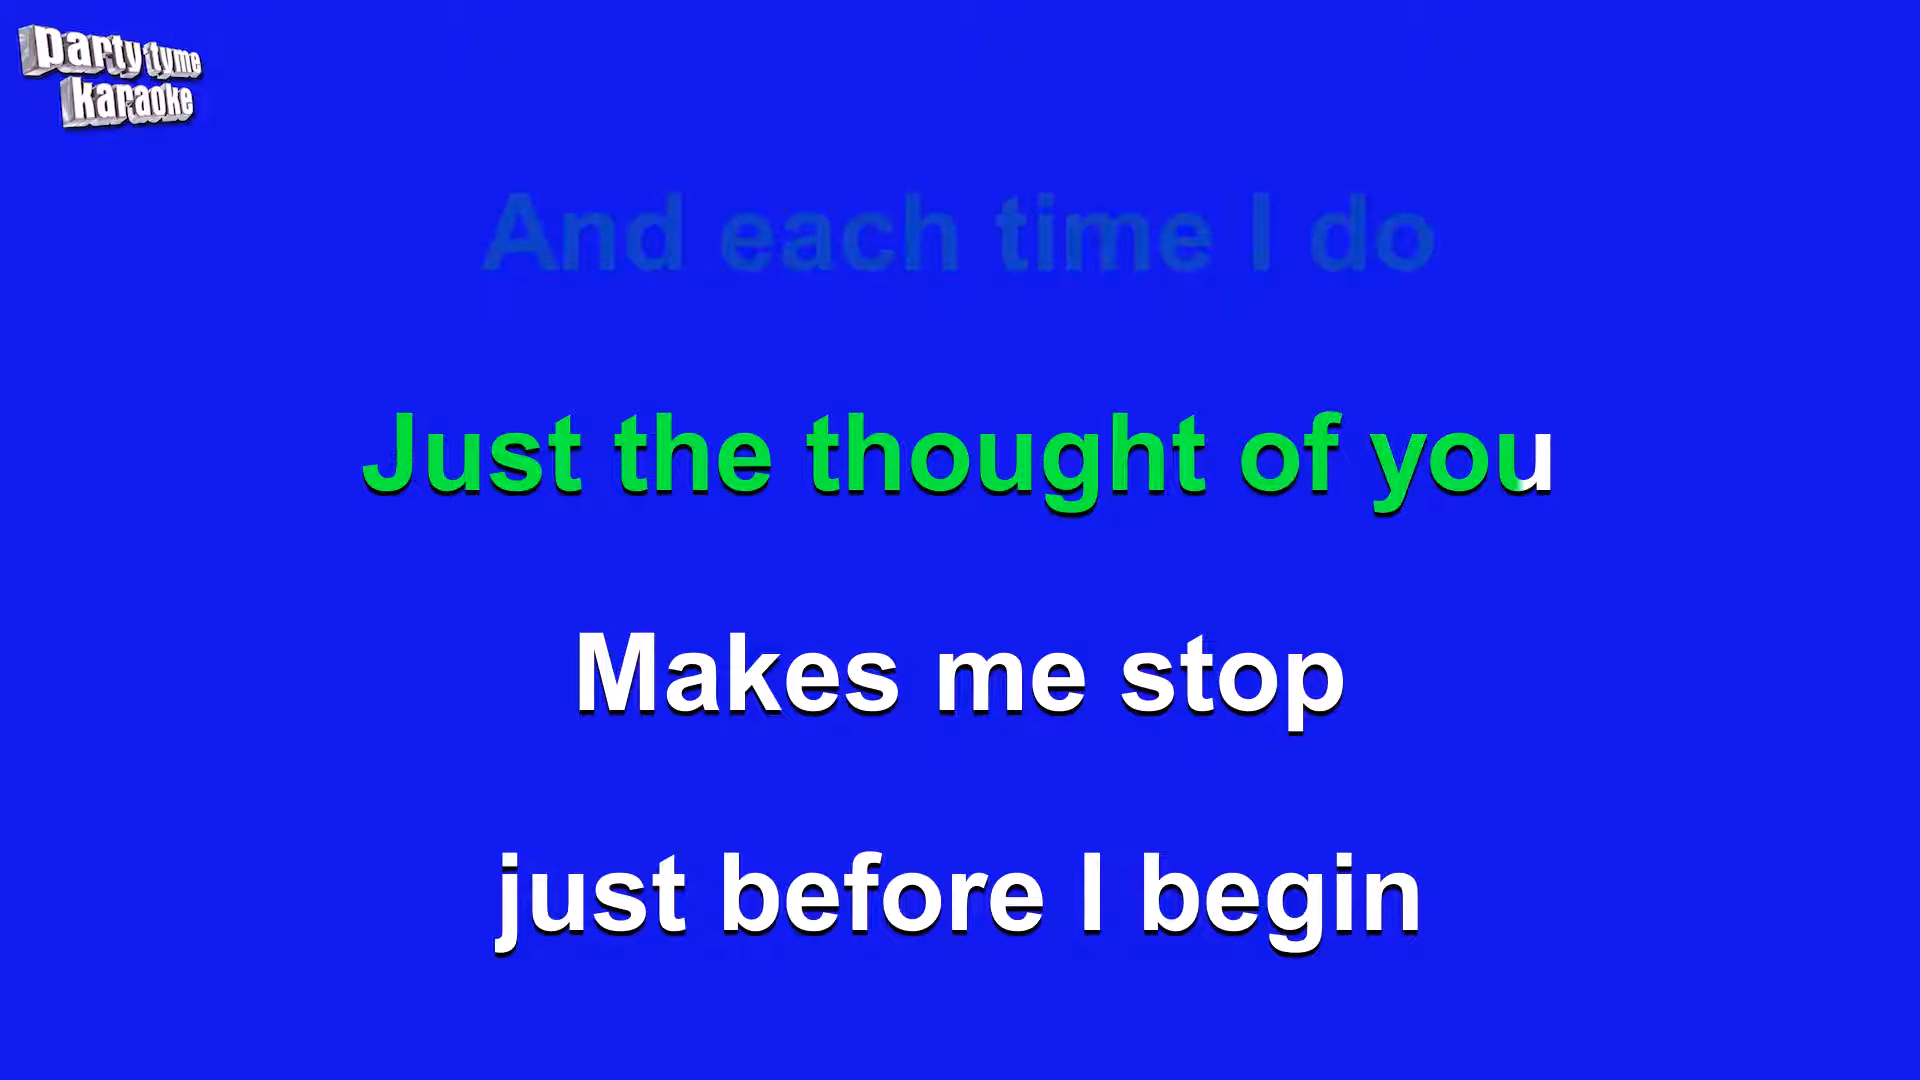 party tyme
karaoke
And each time I do
Just the thought of you
Makes me stop
just before I begin